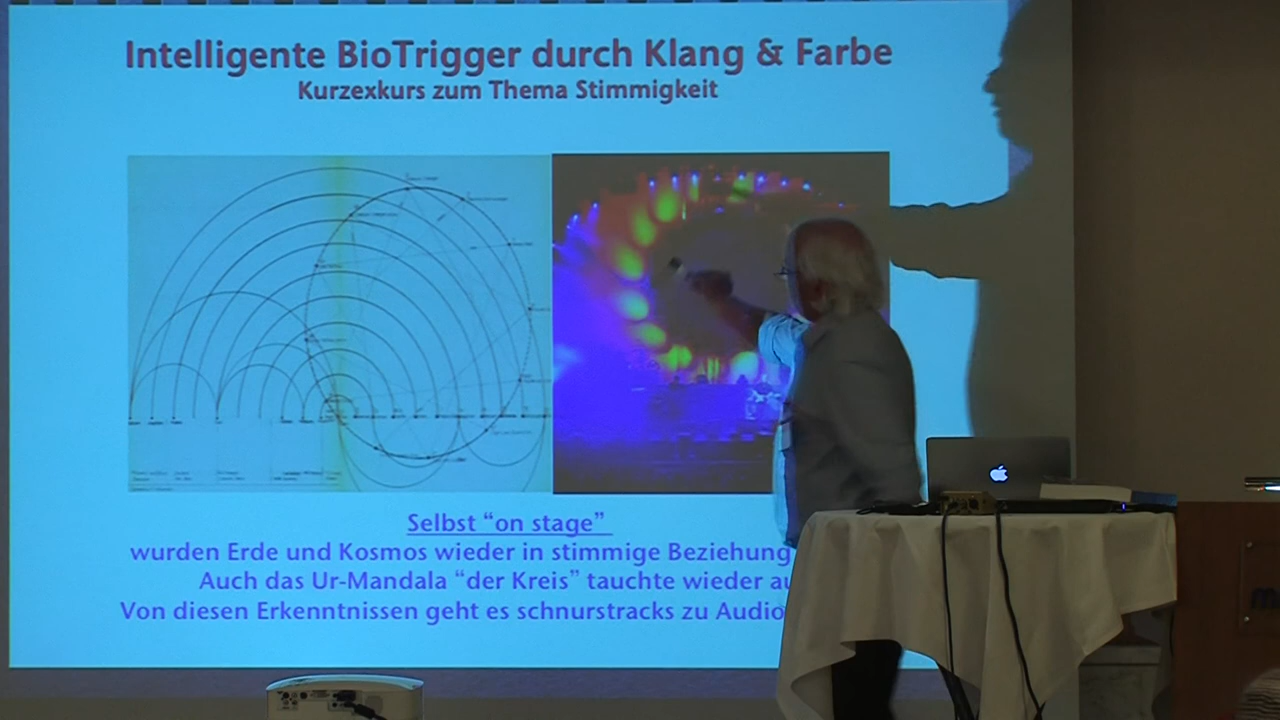 Intelligente BioTrigger durch Klang & Farbe
Kurzexkurs zum Thema Stimmigkeit
Selbst “on stage”
wurden Erde und Kosmos wieder in stimmige Beziehung
Auch das Ur-Mandala “der Kreis” tauchte wieder
Von diesen Erkenntnissen geht es schnurstracks zu Audio